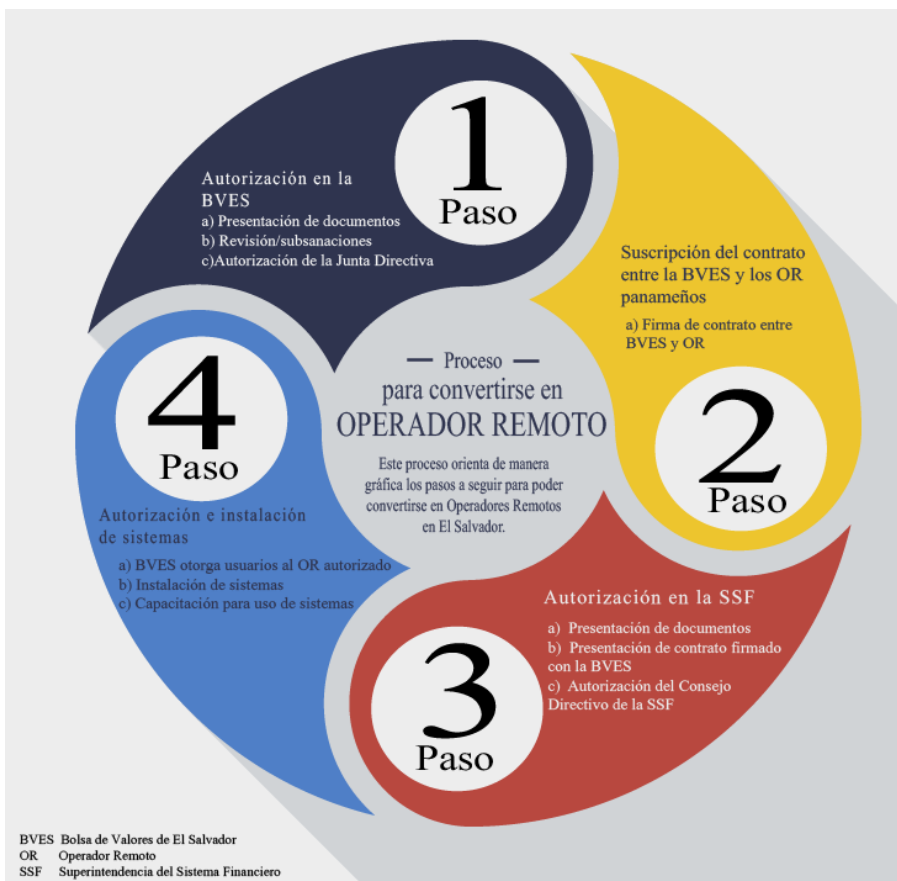 1
Paso
Autorización en la
BVES
a) Presentación de documentos
b) Revisión/subsanaciones
c)Autorización de la Junta Directiva
Suscripción del contrato
entre la BVES y los OR
panameños
a) Firma de contrato entre
BVES y OR
2
Paso
Proceso
para convertirse en
OPERADOR REMOTO
Este proceso orienta de manera
gráfica los pasos a seguir para poder
convertirse en Operadores Remotos
en El Salvador.
Autorización en la SSF
a) Presentación de documentos
b) Presentación de contrato firmado
con la BVES
c) Autorización del Consejo
Directivo de la SSF
3
Paso
4
Paso
Autorización e instalación
de sistemas
a) BVES otorga usuarios al OR autorizado
b) Instalación de sistemas
c) Capacitación para uso de sistemas
BVES Bolsa de Valores de El Salvador
OR Operador Remoto
SSF Superintendencia del Sistema Financiero